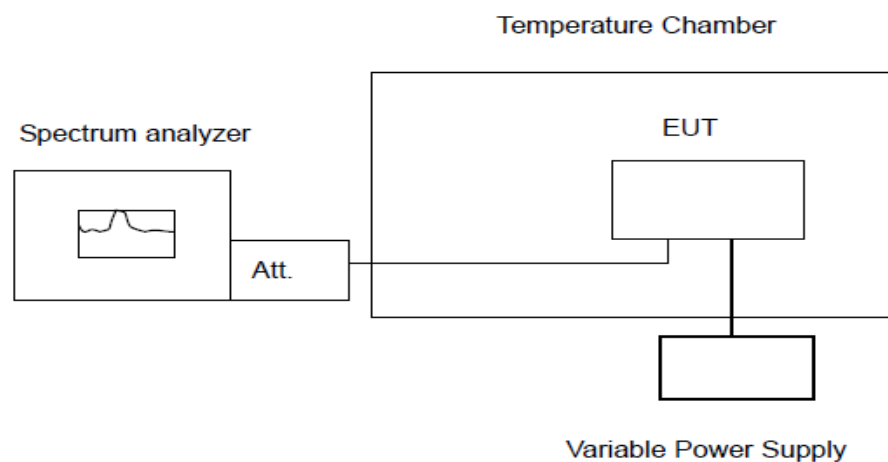 Temperature Chamber
Spectrum analyzer
EUT
Att.
Variable Power Supply